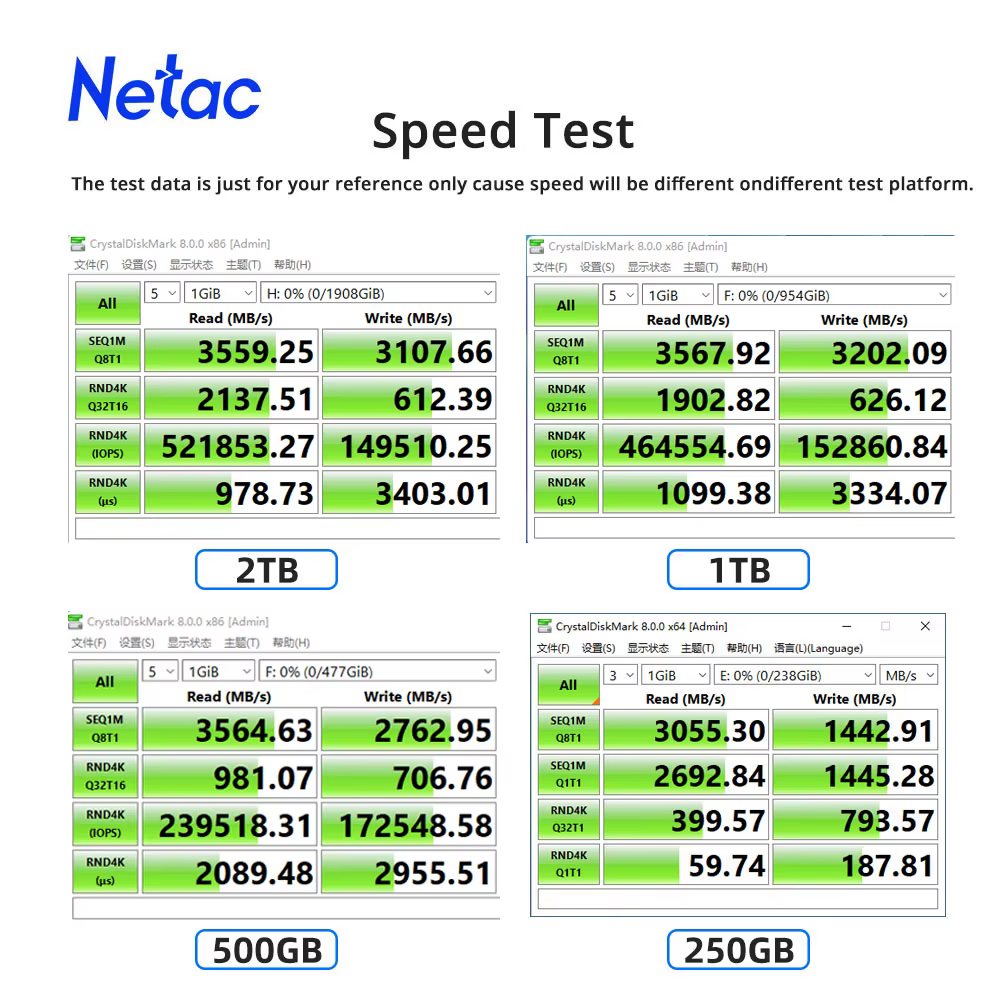 Netac
Speed Test
The test data is just for your reference only cause speed will be different ondifferent test platform.
CrystalDiskMark 8.0.0 x86 [Admin]
文件(F) 设置(S) 显示状态 主题(T) 帮助(H)
All 5 1GiB H: 0% (0/1908GiB)
Read (MB/s) Write (MB/s)
SEQ1M
Q8T1 3559.25 3107.66
RND4K
Q32T16 2137.51 612.39
RND4K
(IOPS) 521853.27 149510.25
RND4K
(μs) 978.73 3403.01
2TB
CrystalDiskMark 8.0.0 x86 [Admin]
文件(F) 设置(S) 显示状态 主题(T) 帮助(H)
All 5 1GiB F: 0% (0/954GiB)
Read (MB/s) Write (MB/s)
SEQ1M
Q8T1 3567.92 3202.09
RND4K
Q32T16 1902.82 626.12
RND4K
(IOPS) 464554.69 152860.84
RND4K
(μs) 1099.38 3334.07
1TB
CrystalDiskMark 8.0.0 x86 [Admin]
文件(F) 设置(S) 显示状态 主题(T) 帮助(H)
All 5 1GiB F: 0% (0/477GiB)
Read (MB/s) Write (MB/s)
SEQ1M
Q8T1 3564.63 2762.95
RND4K
Q32T16 981.07 706.76
RND4K
(IOPS) 239518.31 172548.58
RND4K
(μs) 2089.48 2955.51
500GB
CrystalDiskMark 8.0.0 x64 [Admin]
文件(F) 设置(S) 显示状态 主题(T) 帮助(H) 语言(L)(Language)
All 3 1GiB E: 0% (0/238GiB) MB/s
Read (MB/s) Write (MB/s)
SEQ1M
Q8T1 3055.30 1442.91
SEQ1M
Q1T1 2692.84 1445.28
RND4K
Q32T1 399.57 793.57
RND4K
Q1T1 59.74 187.81
250GB